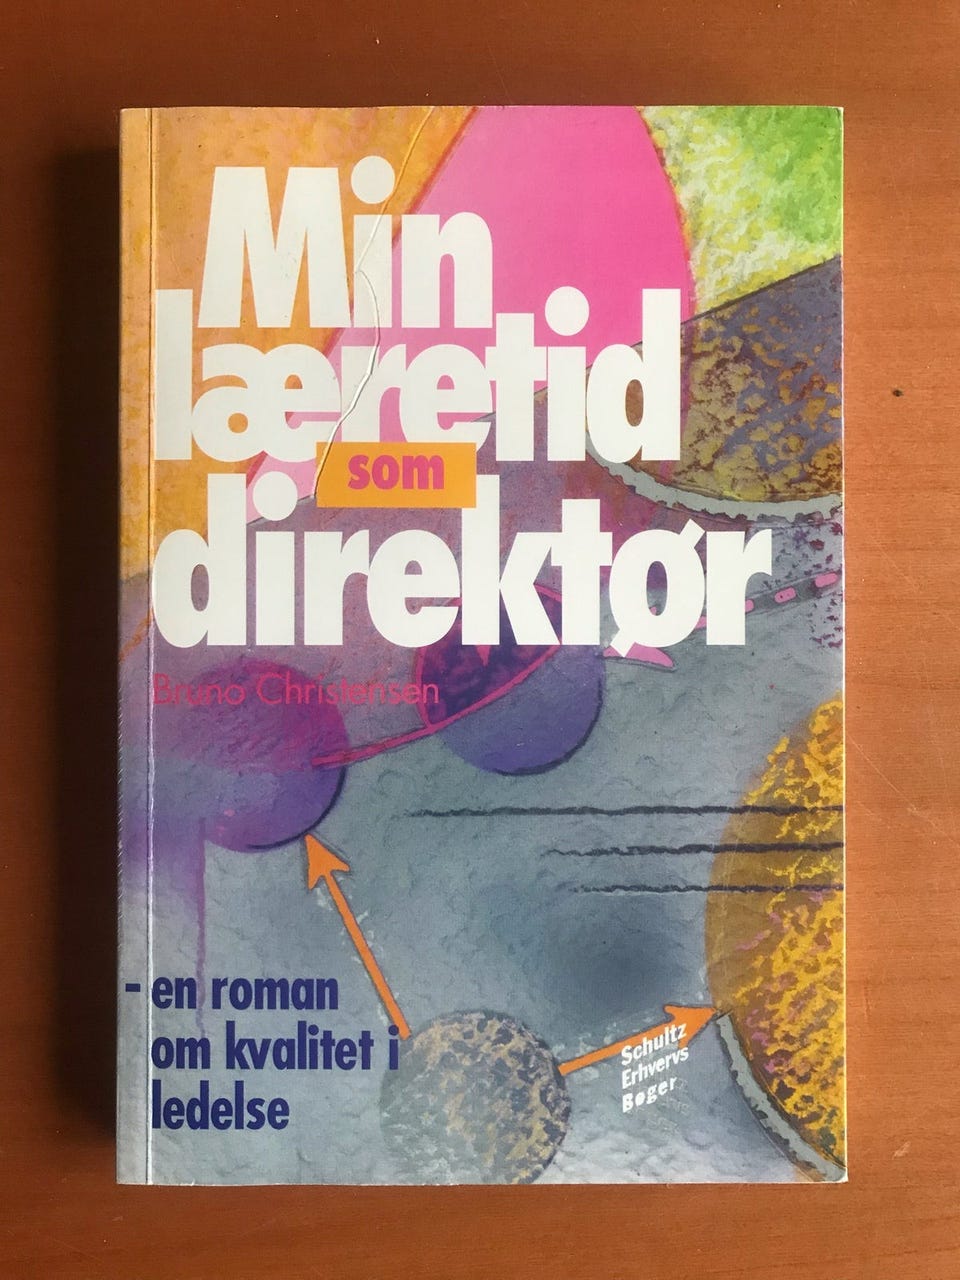 Min
læretid
som
direktør
Bruno Christensen
- en roman
om kvalitet i
ledelse
Schultz
Erhvervs
Bøger